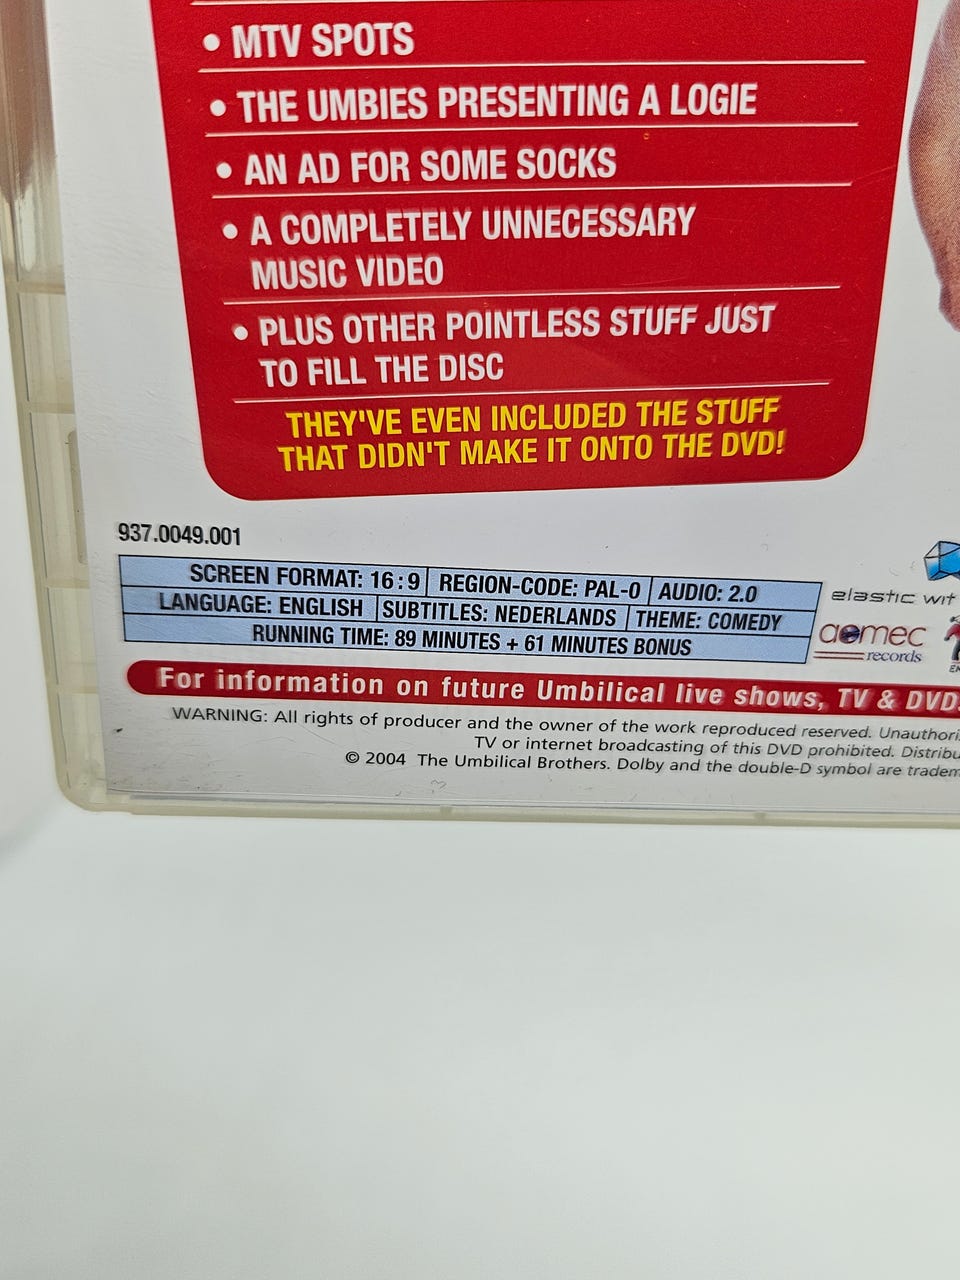 • MTV SPOTS
• THE UMBIES PRESENTING A LOGIE
• AN AD FOR SOME SOCKS
• A COMPLETELY UNNECESSARY
MUSIC VIDEO
• PLUS OTHER POINTLESS STUFF JUST
TO FILL THE DISC
THEY'VE EVEN INCLUDED THE STUFF
THAT DIDN'T MAKE IT ONTO THE DVD!
937.0049.001
SCREEN FORMAT: 16:9 REGION-CODE: PAL-0 AUDIO: 2.0
LANGUAGE: ENGLISH SUBTITLES: NEDERLANDS THEME: COMEDY
RUNNING TIME: 89 MINUTES + 61 MINUTES BONUS
elastic wit
aomec
records
For information on future Umbilical live shows, TV & DVD
WARNING: All rights of producer and the owner of the work reproduced reserved. Unauthori
TV or internet broadcasting of this DVD prohibited. Distribu
© 2004 The Umbilical Brothers. Dolby and the double-D symbol are tradem